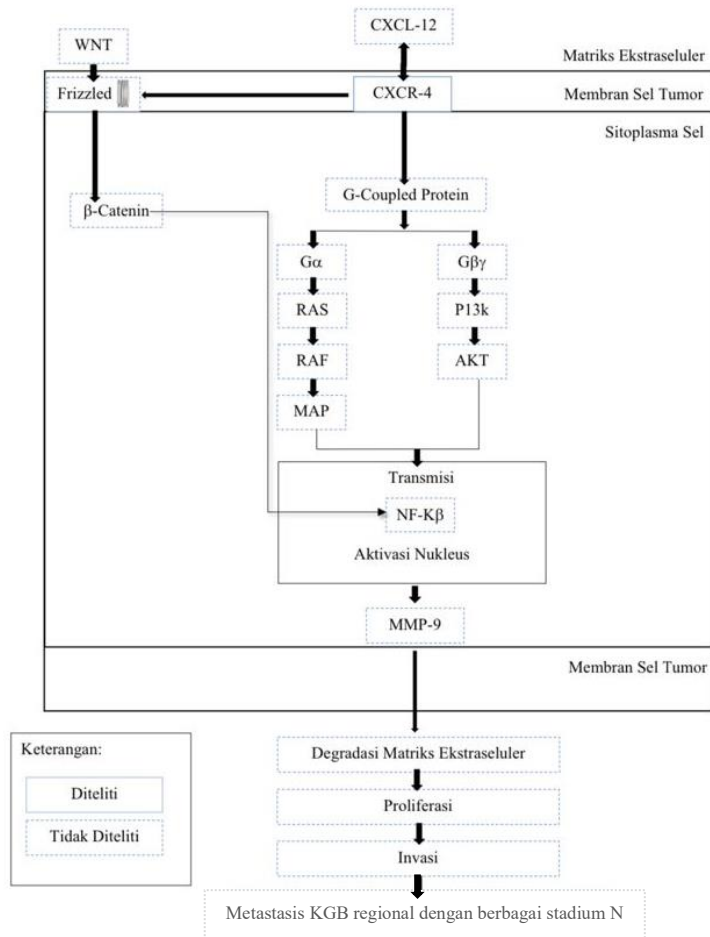 CXCL-12
WNT
Matriks Ekstraseluler
Frizzled
CXCR-4
Membran Sel Tumor
Sitoplasma Sel
G-Coupled Protein
β-Catenin
Gα
Gβγ
RAS
P13k
RAF
AKT
MAP
Transmisi
NF-Kβ
Aktivasi Nukleus
MMP-9
Membran Sel Tumor
Keterangan:
Diteliti
Tidak Diteliti
Degradasi Matriks Ekstraseluler
Proliferasi
Invasi
Metastasis KGB regional dengan berbagai stadium N